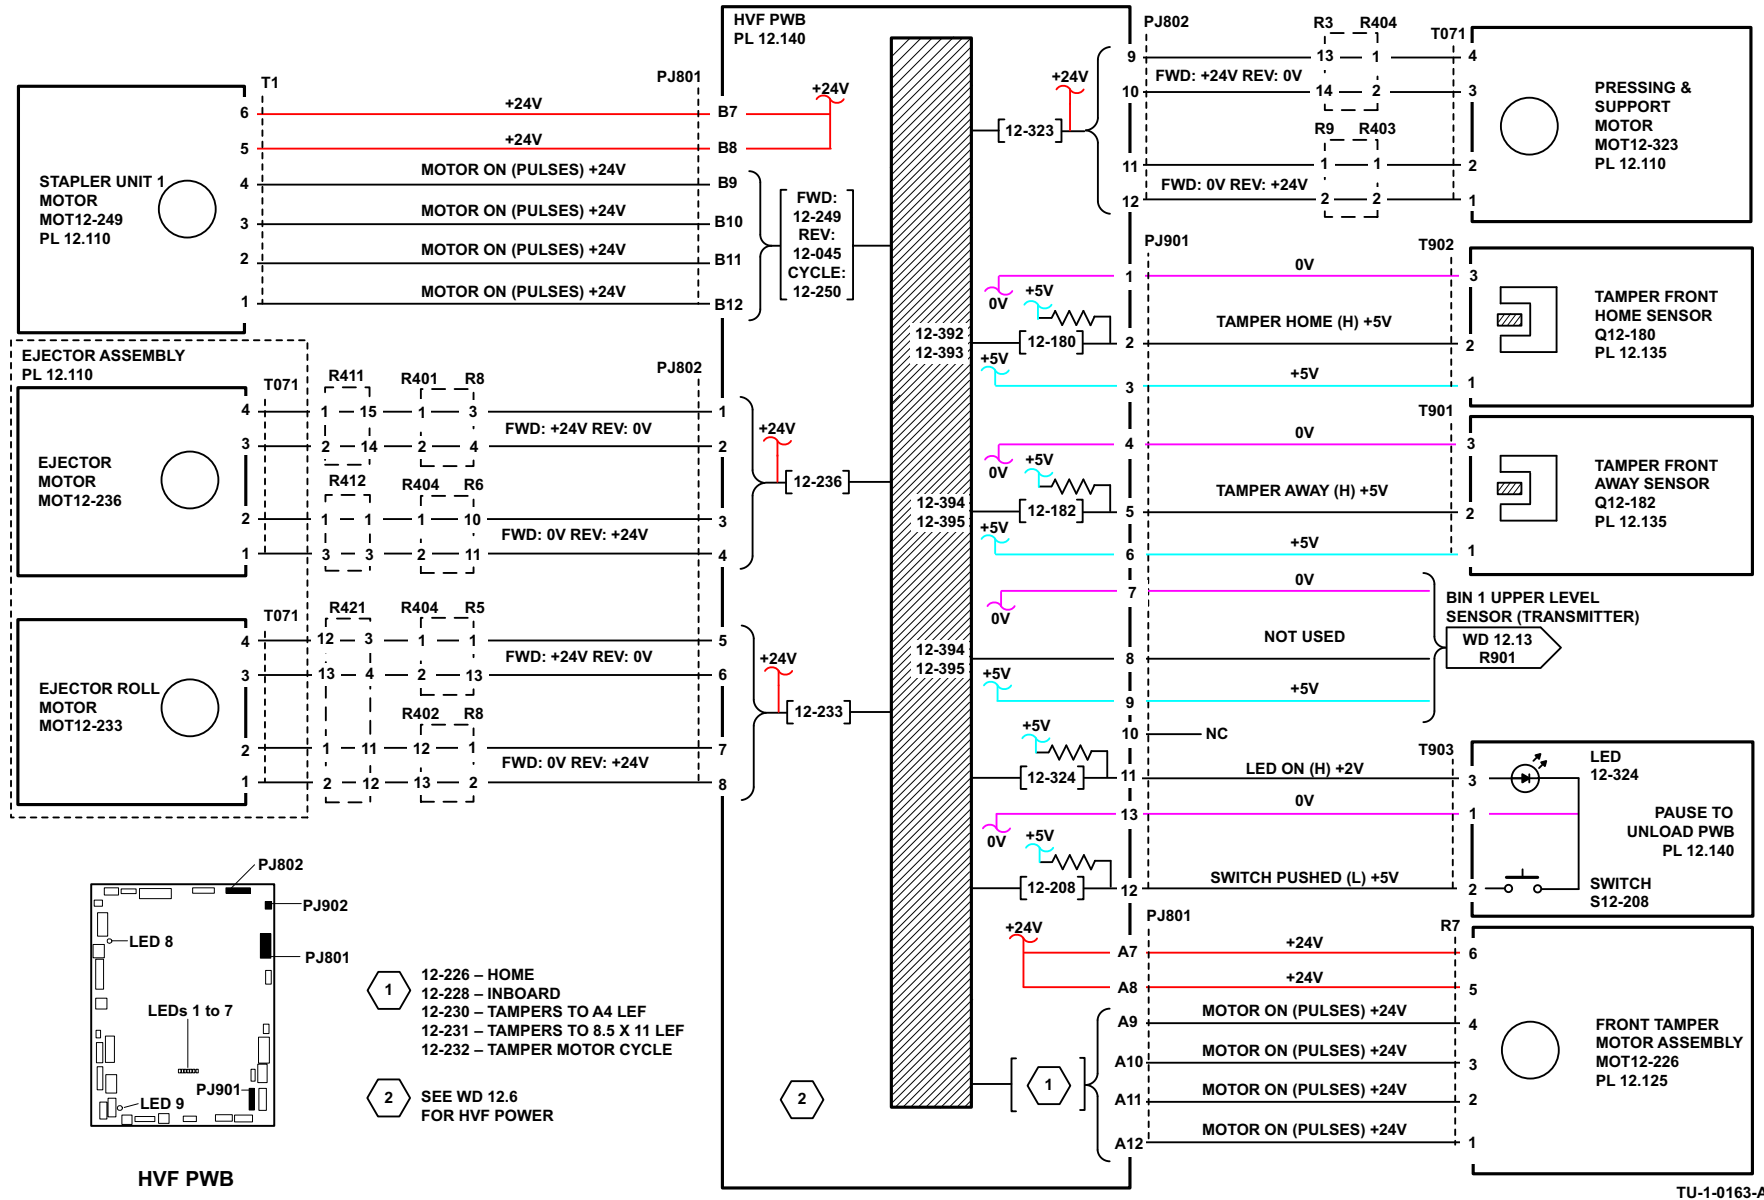 HVF PWB
PL 12.140
T1
PJ801
STAPLER UNIT 1
MOTOR
MOT12-249
PL 12.110
6 +24V B7 +24V
5 +24V B8
4 MOTOR ON (PULSES) +24V B9
3 MOTOR ON (PULSES) +24V B10
2 MOTOR ON (PULSES) +24V B11
1 MOTOR ON (PULSES) +24V B12
FWD:
12-249
REV:
12-045
CYCLE:
12-250
EJECTOR ASSEMBLY
PL 12.110
T071 R411 R401 R8 PJ802
EJECTOR
MOTOR
MOT12-236
4 1 15 1 3 1
FWD: +24V REV: 0V
3 2 14 2 4 2
R412 R404 R6
2 1 1 1 10 3
FWD: 0V REV: +24V
1 3 3 2 11 4
+24V
12-236
T071 R421 R404 R5
EJECTOR ROLL
MOTOR
MOT12-233
4 12 3 1 1 5
FWD: +24V REV: 0V
3 13 4 2 13 6
R402 R8
2 1 11 12 1 7
FWD: 0V REV: +24V
1 2 12 13 2 8
+24V
12-233
12-392
12-393
12-394
12-395
12-394
12-395
PJ802 R3 R404 T071
+24V
12-323
9 13 1 4
FWD: +24V REV: 0V
10 14 2 3
R9 R403
11 1 1 2
FWD: 0V REV: +24V
12 2 2 1
PRESSING &
SUPPORT
MOTOR
MOT12-323
PL 12.110
PJ901 T902
0V 1 0V 3
+5V
12-180 2 TAMPER HOME (H) +5V 2
+5V 3 +5V 1
TAMPER FRONT
HOME SENSOR
Q12-180
PL 12.135
T901
0V 4 0V 3
+5V
12-182 5 TAMPER AWAY (H) +5V 2
+5V 6 +5V 1
TAMPER FRONT
AWAY SENSOR
Q12-182
PL 12.135
0V 7 0V
8 NOT USED
+5V 9 +5V
BIN 1 UPPER LEVEL
SENSOR (TRANSMITTER)
WD 12.13
R901
10 NC
T903
+5V
12-324 11 LED ON (H) +2V 3
0V 13 0V 1
+5V
12-208 12 SWITCH PUSHED (L) +5V 2
LED
12-324
PAUSE TO
UNLOAD PWB
PL 12.140
SWITCH
S12-208
PJ801 R7
+24V A7 +24V 6
A8 +24V 5
A9 MOTOR ON (PULSES) +24V 4
A10 MOTOR ON (PULSES) +24V 3
A11 MOTOR ON (PULSES) +24V 2
A12 MOTOR ON (PULSES) +24V 1
1
FRONT TAMPER
MOTOR ASSEMBLY
MOT12-226
PL 12.125
PJ802
PJ902
LED 8
PJ801
LEDs 1 to 7
PJ901
LED 9
HVF PWB
1
12-226 – HOME
12-228 – INBOARD
12-230 – TAMPERS TO A4 LEF
12-231 – TAMPERS TO 8.5 X 11 LEF
12-232 – TAMPER MOTOR CYCLE
2
SEE WD 12.6
FOR HVF POWER
2
TU-1-0163-A